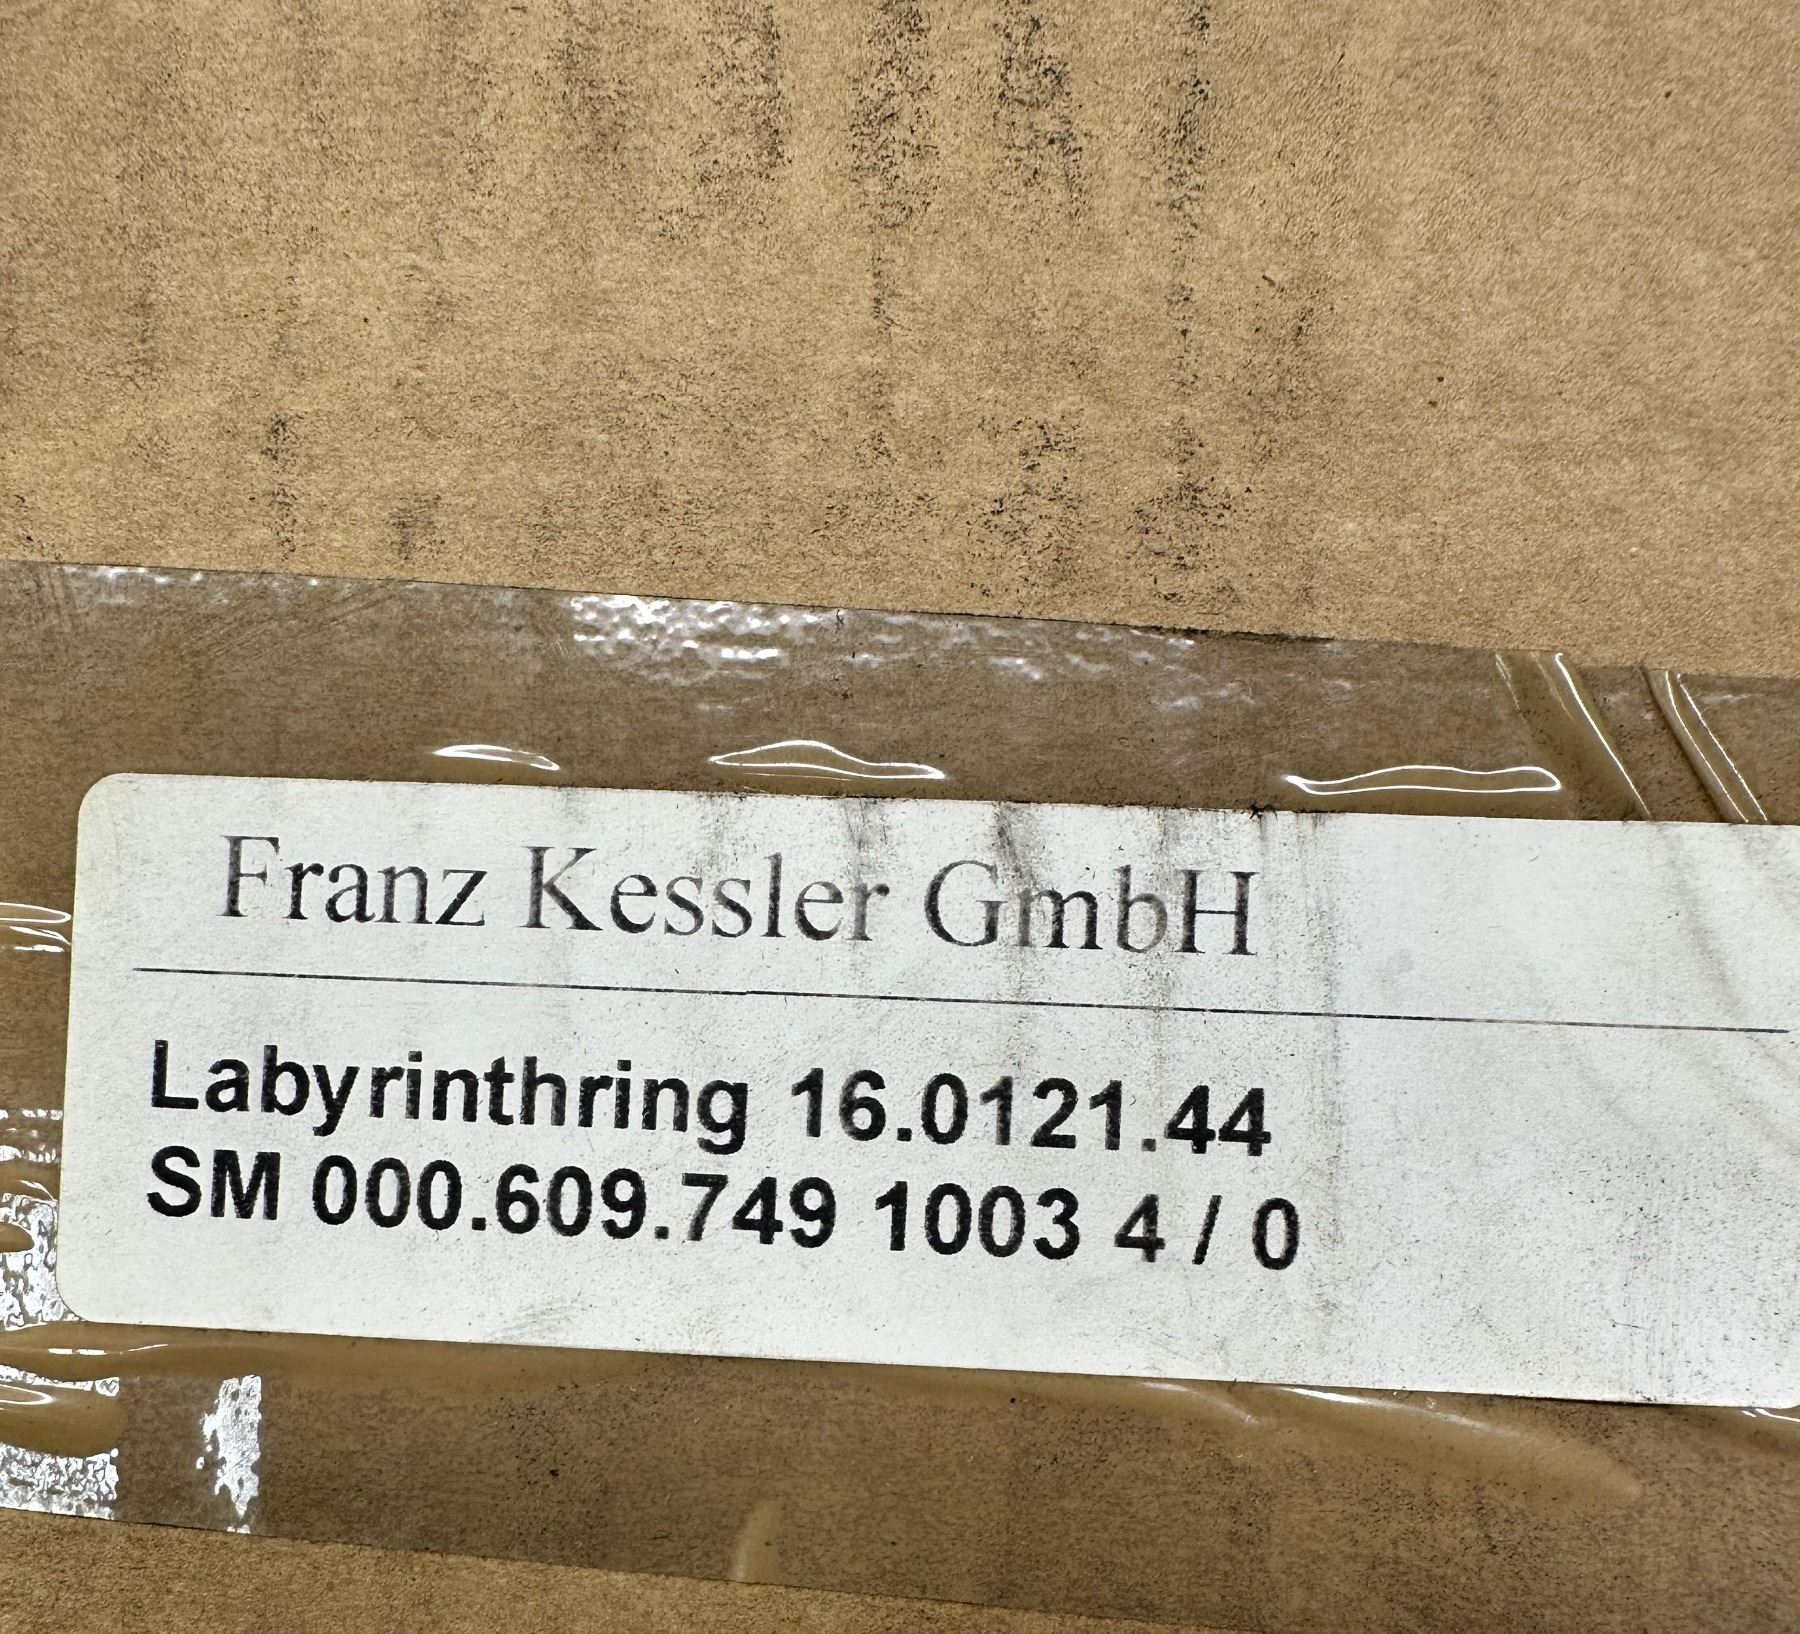 Franz Kessler GmbH
Labyrinthring 16.0121.44
SM 000.609.749 1003 4 / 0